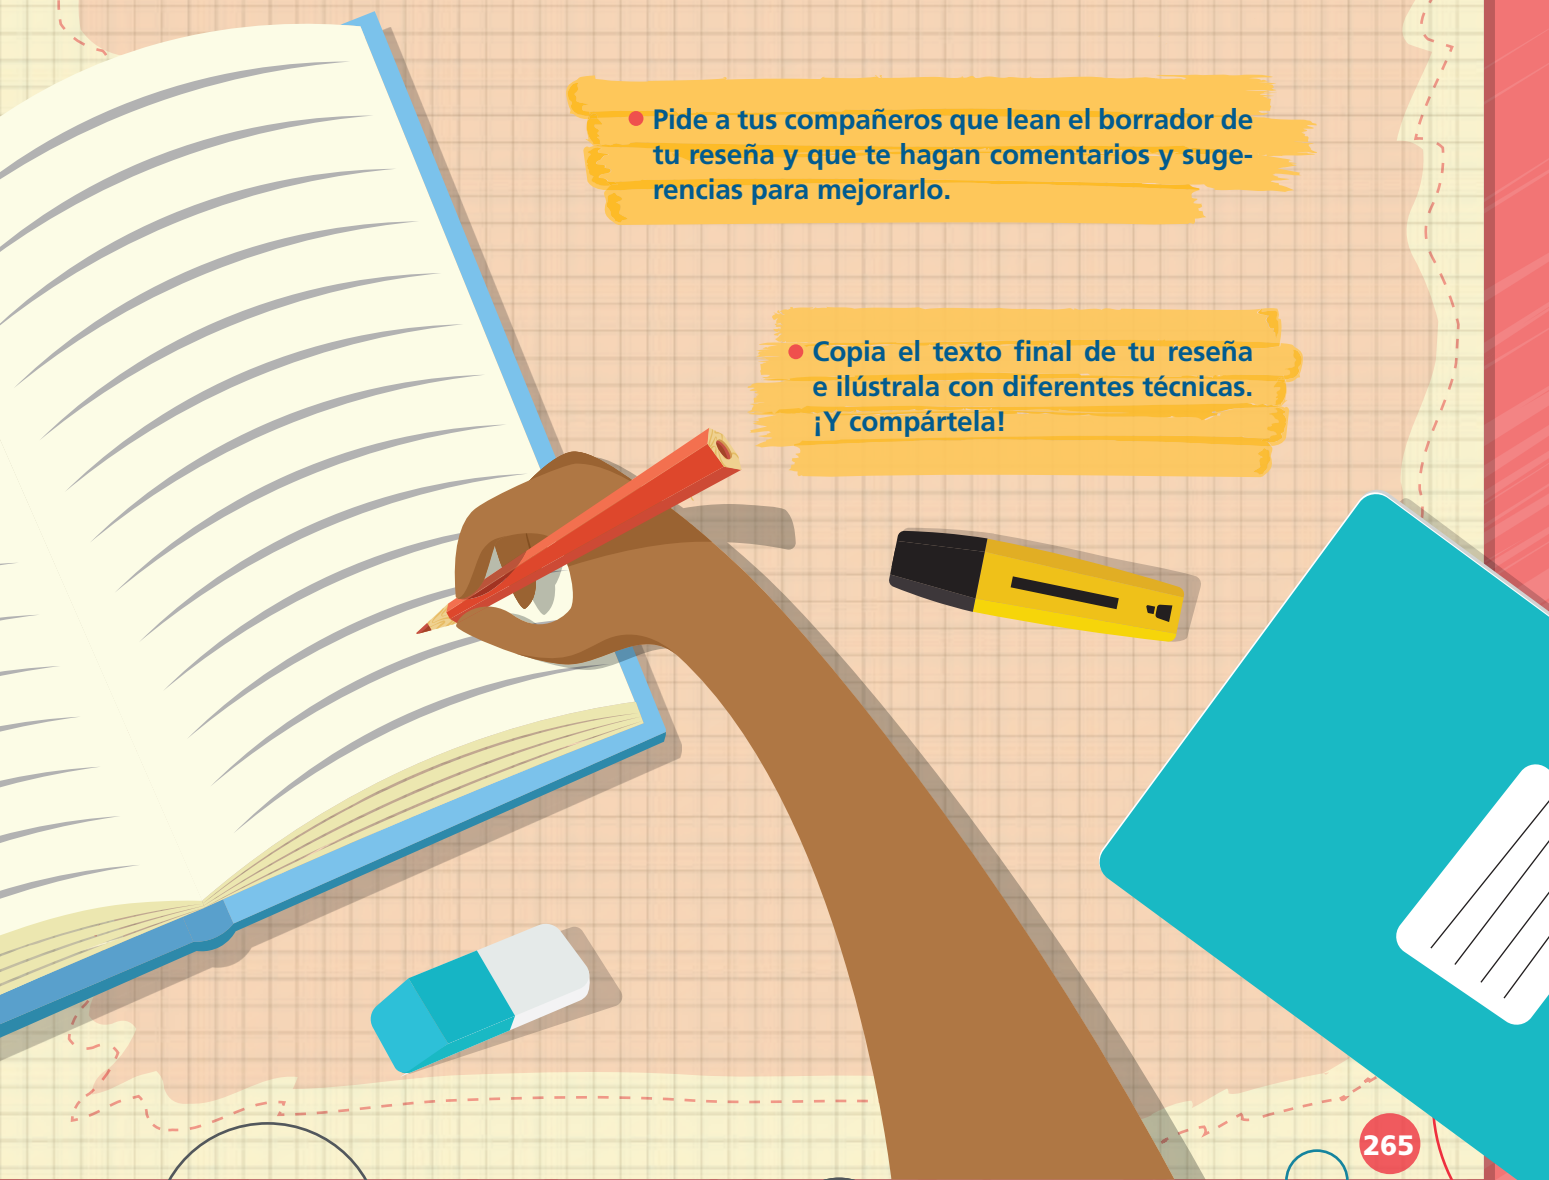 ● Pide a tus compañeros que lean el borrador de
tu reseña y que te hagan comentarios y suge-
rencias para mejorarlo.
● Copia el texto final de tu reseña
e ilústrala con diferentes técnicas.
¡Y compártela!
265